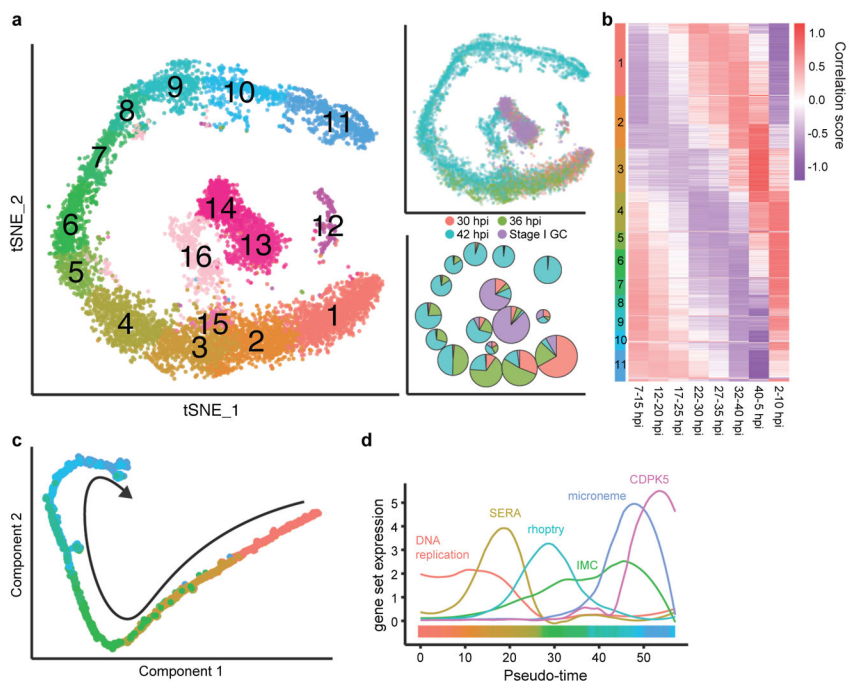 a
tSNE_2
tSNE_1
1
2
3
4
5
6
7
8
9
10
11
12
13
14
15
16
30 hpi
36 hpi
42 hpi
Stage I GC
b
1
2
3
4
5
6
7
8
9
10
11
7-15 hpi
12-20 hpi
17-25 hpi
22-30 hpi
27-35 hpi
32-40 hpi
40-5 hpi
2-10 hpi
1.0
0.5
0.0
-0.5
-1.0
Correlation score
c
Component 2
Component 1
d
gene set expression
5
4
3
2
1
0
DNA
replication
SERA
rhoptry
IMC
microneme
CDPK5
0
10
20
30
40
50
Pseudo-time